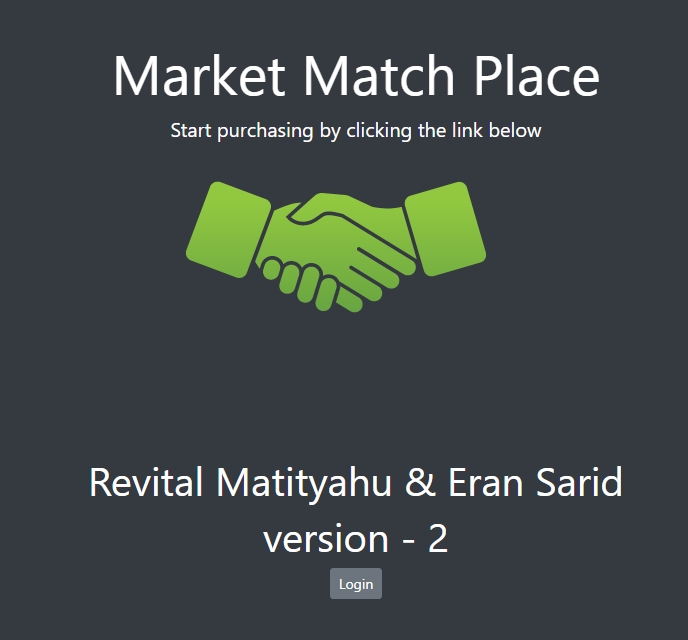 Market Match Place
Start purchasing by clicking the link below
Revital Matityahu & Eran Sarid
version - 2
Login